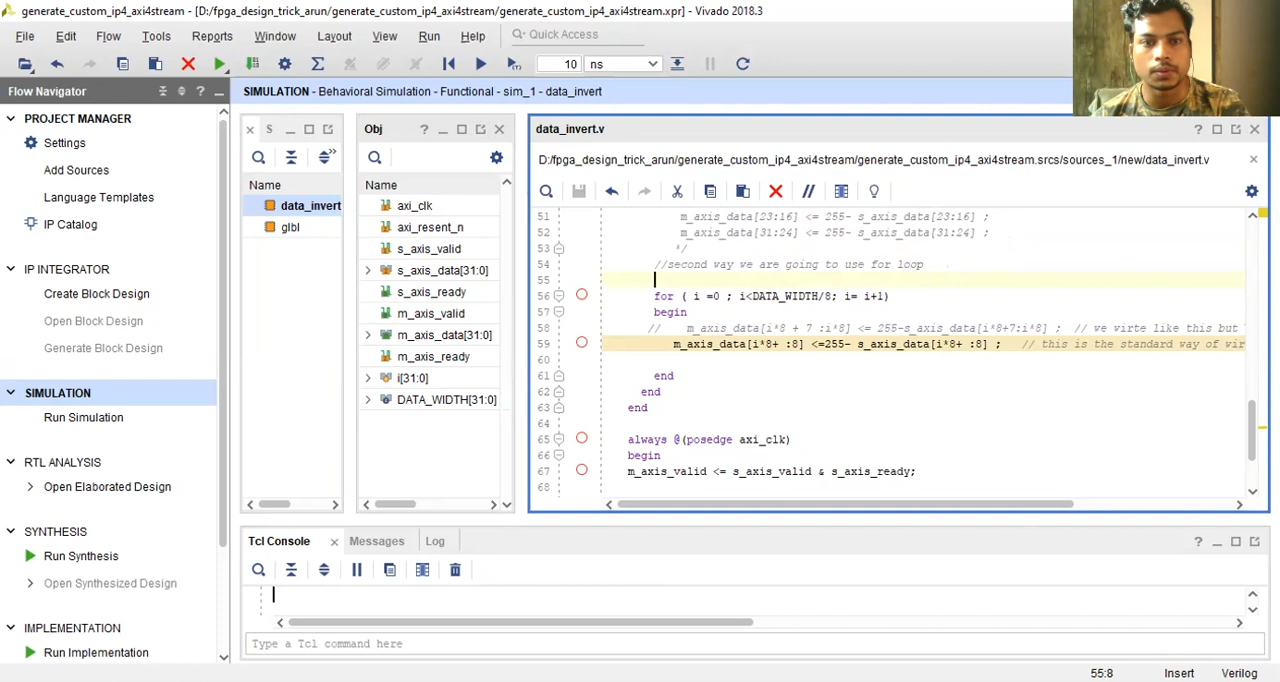 generate_custom_ip4_axi4stream - [D:/fpga_design_trick_arun/generate_custom_ip4_axi4stream/generate_custom_ip4_axi4stream.xpr] - Vivado 2018.3
File Edit Flow Tools Reports Window Layout View Run Help Quick Access
10 ns
Flow Navigator
SIMULATION - Behavioral Simulation - Functional - sim_1 - data_invert
PROJECT MANAGER
Settings
Add Sources
Language Templates
IP Catalog
IP INTEGRATOR
Create Block Design
Open Block Design
Generate Block Design
SIMULATION
Run Simulation
RTL ANALYSIS
Open Elaborated Design
SYNTHESIS
Run Synthesis
Open Synthesized Design
IMPLEMENTATION
Run Implementation
S
Name
data_invert
glbl
Obj
Name
axi_clk
axi_resent_n
s_axis_valid
s_axis_data[31:0]
s_axis_ready
m_axis_valid
m_axis_data[31:0]
m_axis_ready
i[31:0]
DATA_WIDTH[31:0]
data_invert.v
D:/fpga_design_trick_arun/generate_custom_ip4_axi4stream/generate_custom_ip4_axi4stream.srcs/sources_1/new/data_invert.v
51 m_axis_data[23:16] <= 255- s_axis_data[23:16] ;
52 m_axis_data[31:24] <= 255- s_axis_data[31:24] ;
53 */
54 //second way we are going to use for loop
55
56 for ( i =0 ; i<DATA_WIDTH/8; i= i+1)
57 begin
58 // m_axis_data[i*8 + 7 :i*8] <= 255-s_axis_data[i*8+7:i*8] ; // we virte like this but
59 m_axis_data[i*8+ :8] <=255- s_axis_data[i*8+ :8] ; // this is the standard way of vir
60
61 end
62 end
63 end
64
65 always @(posedge axi_clk)
66 begin
67 m_axis_valid <= s_axis_valid & s_axis_ready;
68
Tcl Console Messages Log
Type a Tcl command here
55:8 Insert Verilog